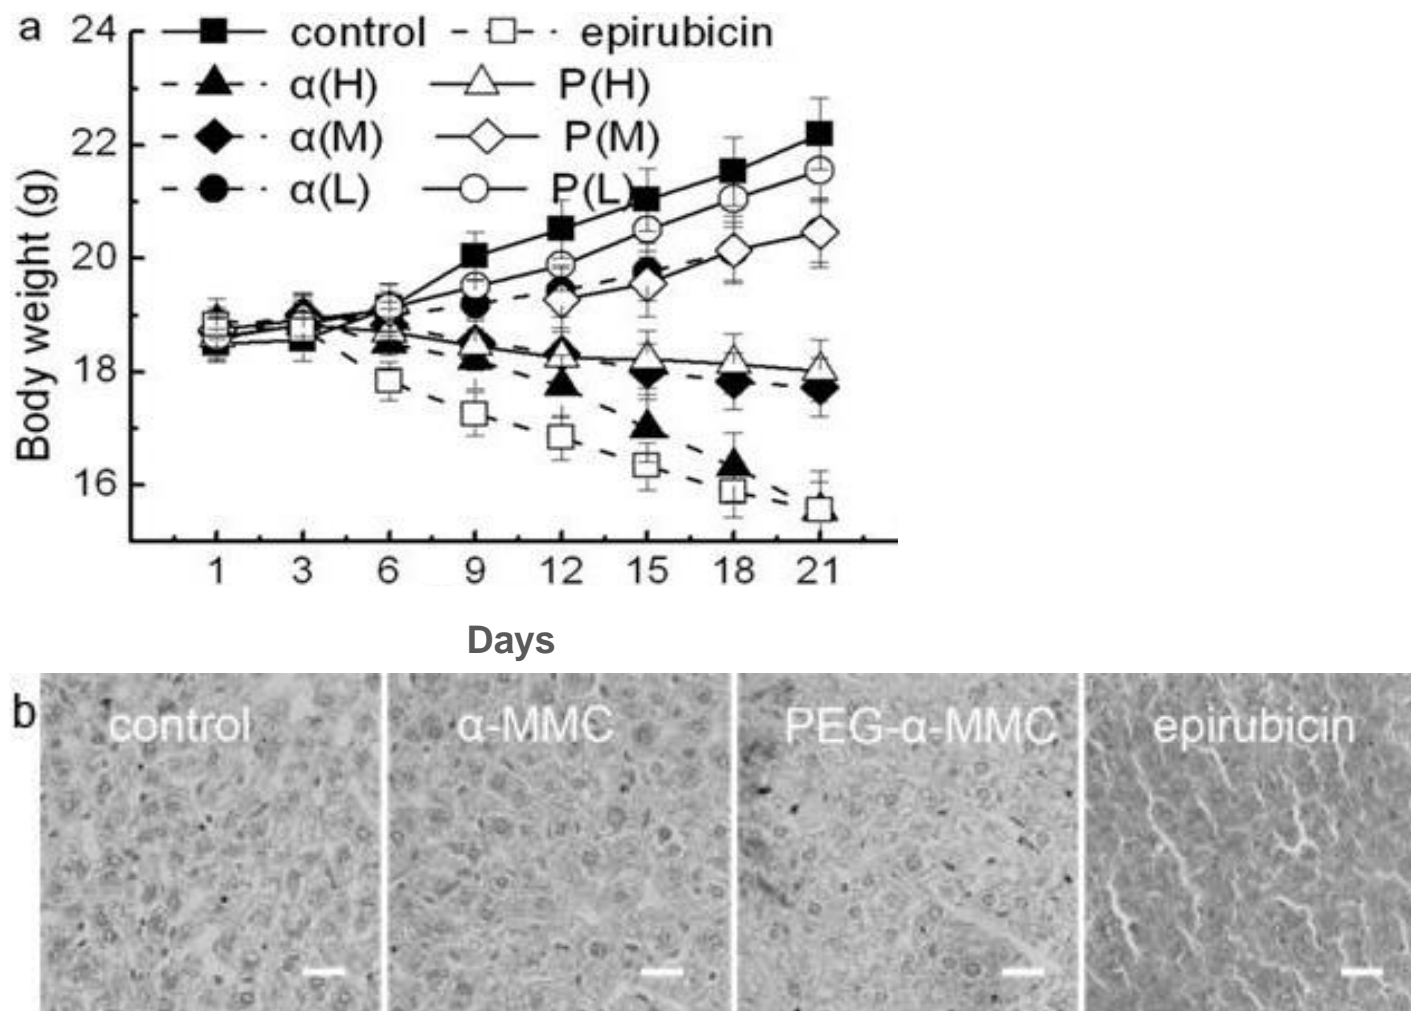 a
24
control epirubicin
α(H) P(H)
α(M) P(M)
α(L) P(L)
22
20
18
16
Body weight (g)
1 3 6 9 12 15 18 21
Days
b
control α-MMC PEG-α-MMC epirubicin